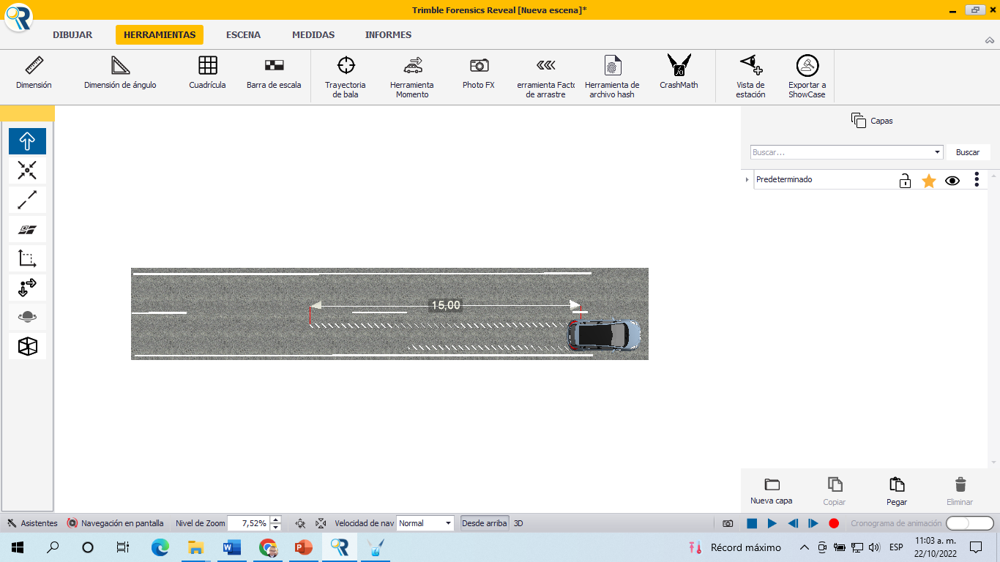 Trimble Forensics Reveal [Nueva escena]*
DIBUJAR
HERRAMIENTAS
ESCENA
MEDIDAS
INFORMES
Dimensión
Dimensión de ángulo
Cuadrícula
Barra de escala
Trayectoria
de bala
Herramienta
Momento
Photo FX
erramienta Facto
de arrastre
Herramienta de
archivo hash
CrashMath
Vista de
estación
Exportar a
ShowCase
Capas
Buscar...
Buscar
Predeterminado
15,00
Nueva capa
Copiar
Pegar
Eliminar
Asistentes
Navegación en pantalla
Nivel de Zoom
7,52%
Velocidad de nav
Normal
Desde arriba
3D
Cronograma de animación
Récord máximo
ESP
11:03 a. m.
22/10/2022